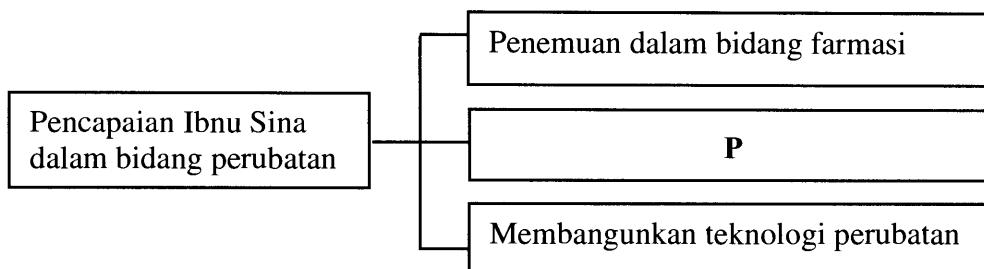 Penemuan dalam bidang farmasi
Pencapaian Ibnu Sina
dalam bidang perubatan
P
Membangunkan teknologi perubatan